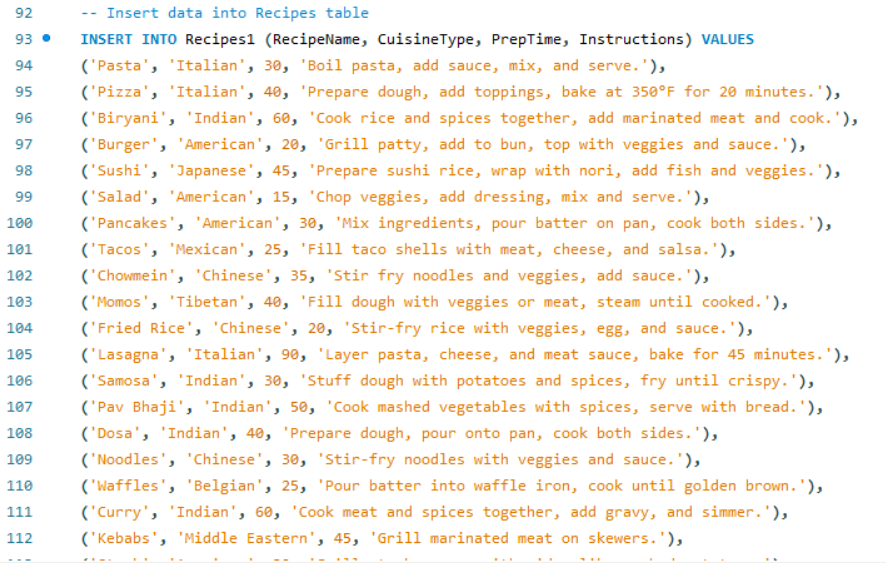 92 -- Insert data into Recipes table
93 INSERT INTO Recipes1 (RecipeName, CuisineType, PrepTime, Instructions) VALUES
94 ('Pasta', 'Italian', 30, 'Boil pasta, add sauce, mix, and serve.'),
95 ('Pizza', 'Italian', 40, 'Prepare dough, add toppings, bake at 350°F for 20 minutes.'),
96 ('Biryani', 'Indian', 60, 'Cook rice and spices together, add marinated meat and cook.'),
97 ('Burger', 'American', 20, 'Grill patty, add to bun, top with veggies and sauce.'),
98 ('Sushi', 'Japanese', 45, 'Prepare sushi rice, wrap with nori, add fish and veggies.'),
99 ('Salad', 'American', 15, 'Chop veggies, add dressing, mix and serve.'),
100 ('Pancakes', 'American', 30, 'Mix ingredients, pour batter on pan, cook both sides.'),
101 ('Tacos', 'Mexican', 25, 'Fill taco shells with meat, cheese, and salsa.'),
102 ('Chowmein', 'Chinese', 35, 'Stir fry noodles and veggies, add sauce.'),
103 ('Momos', 'Tibetan', 40, 'Fill dough with veggies or meat, steam until cooked.'),
104 ('Fried Rice', 'Chinese', 20, 'Stir-fry rice with veggies, egg, and sauce.'),
105 ('Lasagna', 'Italian', 90, 'Layer pasta, cheese, and meat sauce, bake for 45 minutes.'),
106 ('Samosa', 'Indian', 30, 'Stuff dough with potatoes and spices, fry until crispy.'),
107 ('Pav Bhaji', 'Indian', 50, 'Cook mashed vegetables with spices, serve with bread.'),
108 ('Dosa', 'Indian', 40, 'Prepare dough, pour onto pan, cook both sides.'),
109 ('Noodles', 'Chinese', 30, 'Stir-fry noodles with veggies and sauce.'),
110 ('Waffles', 'Belgian', 25, 'Pour batter into waffle iron, cook until golden brown.'),
111 ('Curry', 'Indian', 60, 'Cook meat and spices together, add gravy, and simmer.'),
112 ('Kebabs', 'Middle Eastern', 45, 'Grill marinated meat on skewers.'),